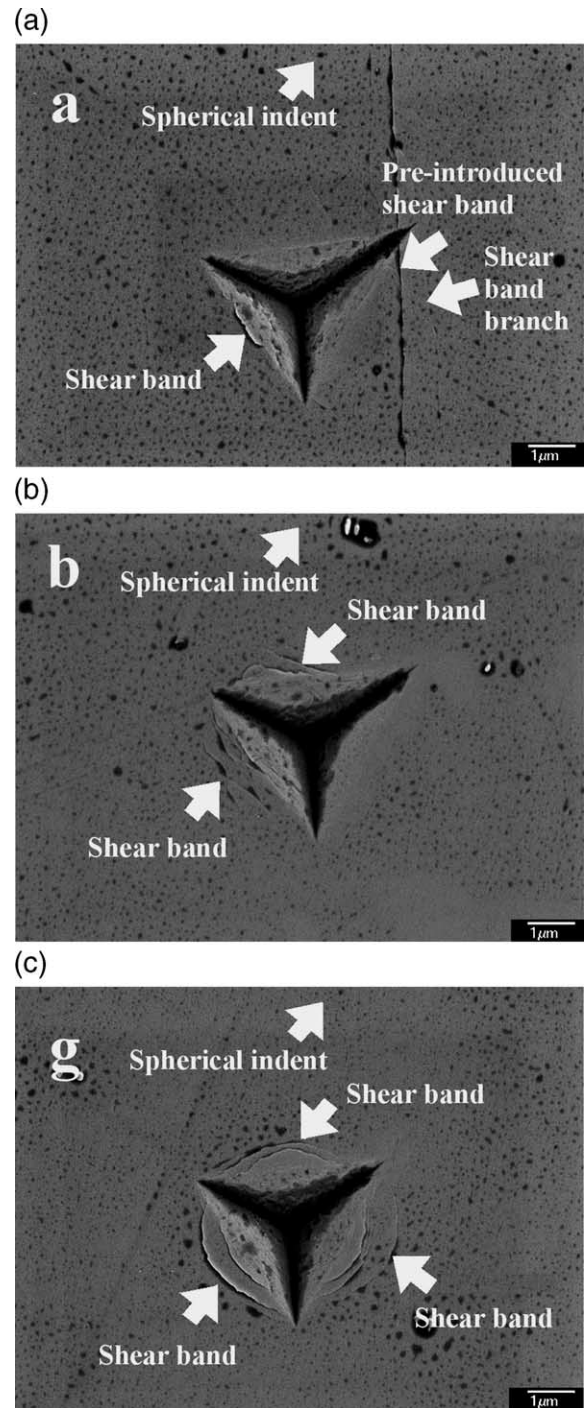 (a)
a
Spherical indent
Pre-introduced
shear band
Shear
band
branch
Shear band
1μm
(b)
b
Spherical indent
Shear band
Shear band
1μm
(c)
g
Spherical indent
Shear band
Shear band
Shear band
1μm